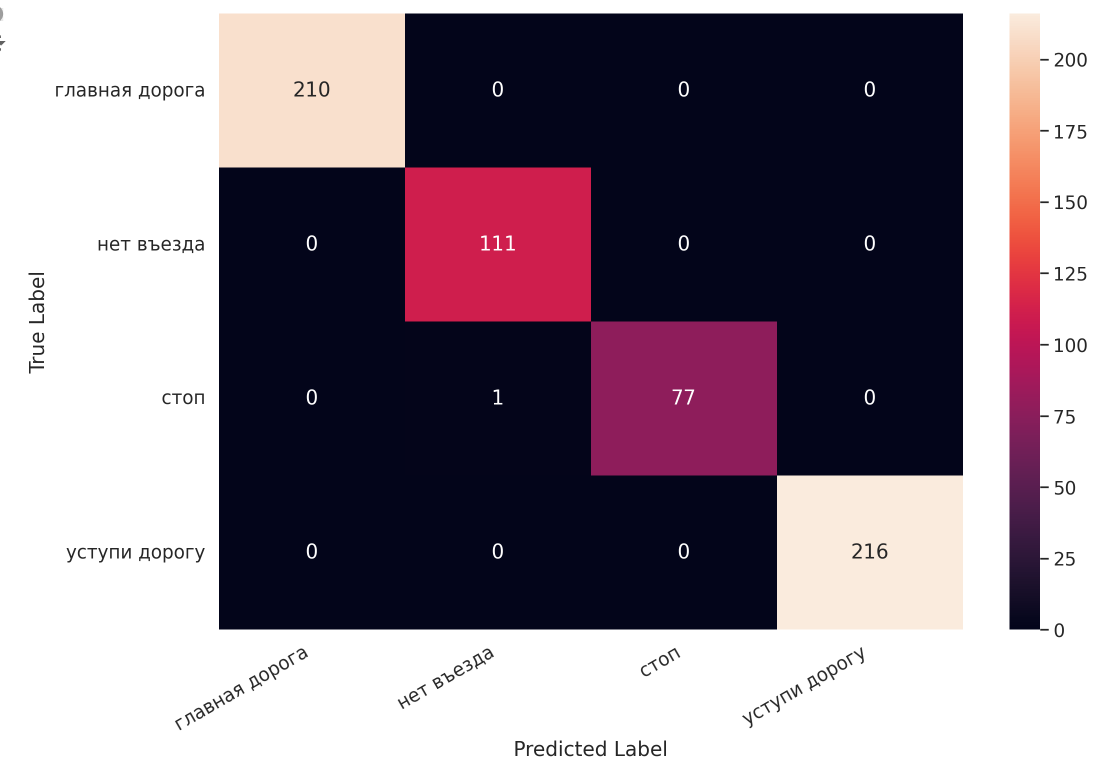 главная дорога 210 0 0 0
нет въезда 0 111 0 0
стоп 0 1 77 0
уступи дорогу 0 0 0 216
True Label
главная дорога нет въезда стоп уступи дорогу
Predicted Label
200
175
150
125
100
75
50
25
0